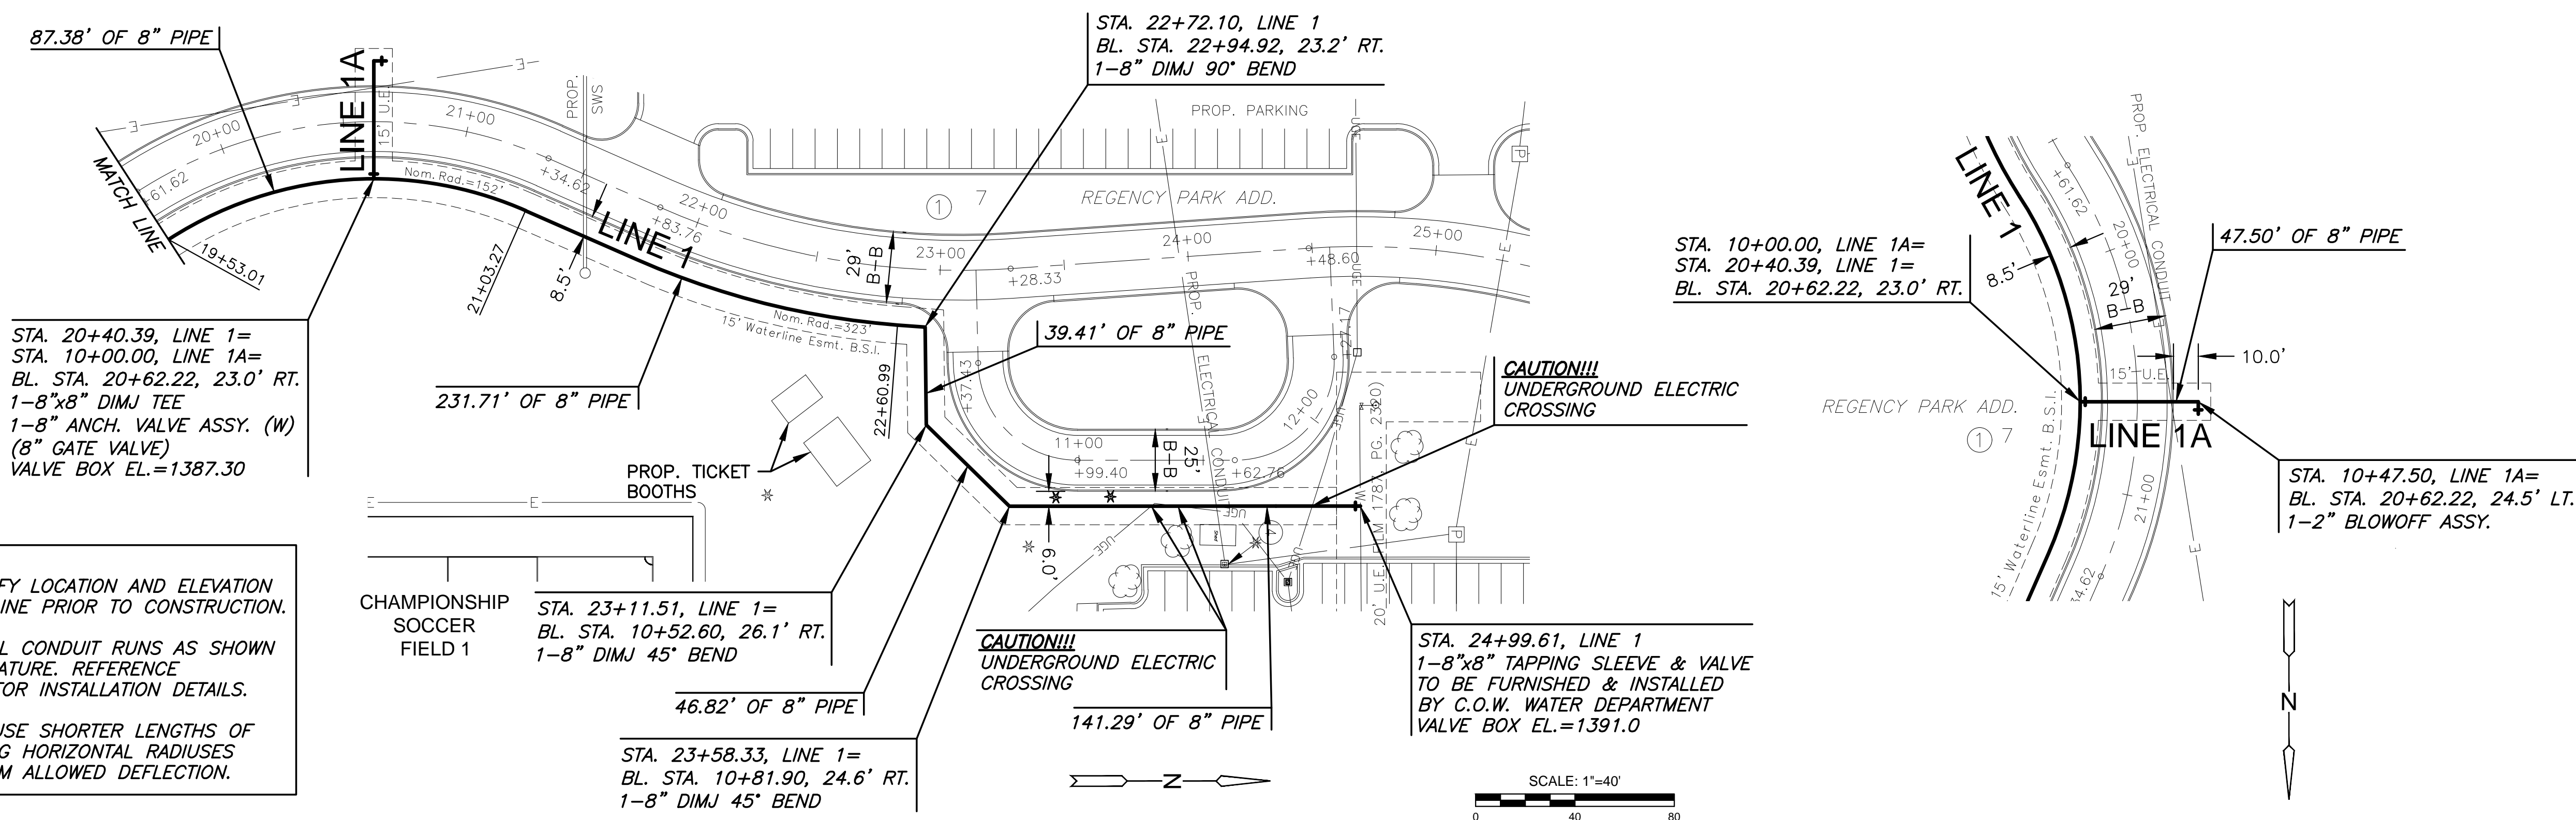 87.38' OF 8" PIPE
LINE 1A
15' U.E.
E
E
E
PROP.
SWS
MATCH LINE
+61.62
20+00
21+00
+34.62
+83.76
22+00
23+00
+28.33
24+00
+48.60
25+00
Nom. Rad.=152'
19+53.01
21+03.27
8.5'
LINE 1
29'
B-B
Nom. Rad.=323'
15' Waterline Esmt. B.S.I.
22+60.99
STA. 22+72.10, LINE 1
BL. STA. 22+94.92, 23.2' RT.
1-8" DIMJ 90° BEND
PROP. PARKING
UGE
E
E
P
1 7
REGENCY PARK ADD.
STA. 20+40.39, LINE 1=
STA. 10+00.00, LINE 1A=
BL. STA. 20+62.22, 23.0' RT.
1-8"x8" DIMJ TEE
1-8" ANCH. VALVE ASSY. (W)
(8" GATE VALVE)
VALVE BOX EL.=1387.30
231.71' OF 8" PIPE
39.41' OF 8" PIPE
PROP.
ELECTRICAL
CONDUIT
UGE
+27.17
+37.43
11+00
+99.40
25'
B-B
+62.76
12+00
UGE
CAUTION!!!
UNDERGROUND ELECTRIC
CROSSING
20' U.E. FLM 1787, PG. 2320)
E
W
P
UGE
UGE
UGE
Shed
4
6.0'
PROP. TICKET
BOOTHS
E
E
CHAMPIONSHIP
SOCCER
FIELD 1
FY LOCATION AND ELEVATION
INE PRIOR TO CONSTRUCTION.
L CONDUIT RUNS AS SHOWN
ATURE. REFERENCE
FOR INSTALLATION DETAILS.
USE SHORTER LENGTHS OF
G HORIZONTAL RADIUSES
M ALLOWED DEFLECTION.
STA. 23+11.51, LINE 1=
BL. STA. 10+52.60, 26.1' RT.
1-8" DIMJ 45° BEND
46.82' OF 8" PIPE
STA. 23+58.33, LINE 1=
BL. STA. 10+81.90, 24.6' RT.
1-8" DIMJ 45° BEND
CAUTION!!!
UNDERGROUND ELECTRIC
CROSSING
141.29' OF 8" PIPE
STA. 24+99.61, LINE 1
1-8"x8" TAPPING SLEEVE & VALVE
TO BE FURNISHED & INSTALLED
BY C.O.W. WATER DEPARTMENT
VALVE BOX EL.=1391.0
N
SCALE: 1"=40'
0 40 80
LINE 1
PROP. ELECTRICAL CONDUIT
E
E
+61.62
20+00
8.5'
29'
B-B
STA. 10+00.00, LINE 1A=
STA. 20+40.39, LINE 1=
BL. STA. 20+62.22, 23.0' RT.
47.50' OF 8" PIPE
10.0'
15' U.E.
REGENCY PARK ADD.
1 7
LINE 1A
15' Waterline Esmt. B.S.I.
21+00
34.62
E
STA. 10+47.50, LINE 1A=
BL. STA. 20+62.22, 24.5' LT.
1-2" BLOWOFF ASSY.
N